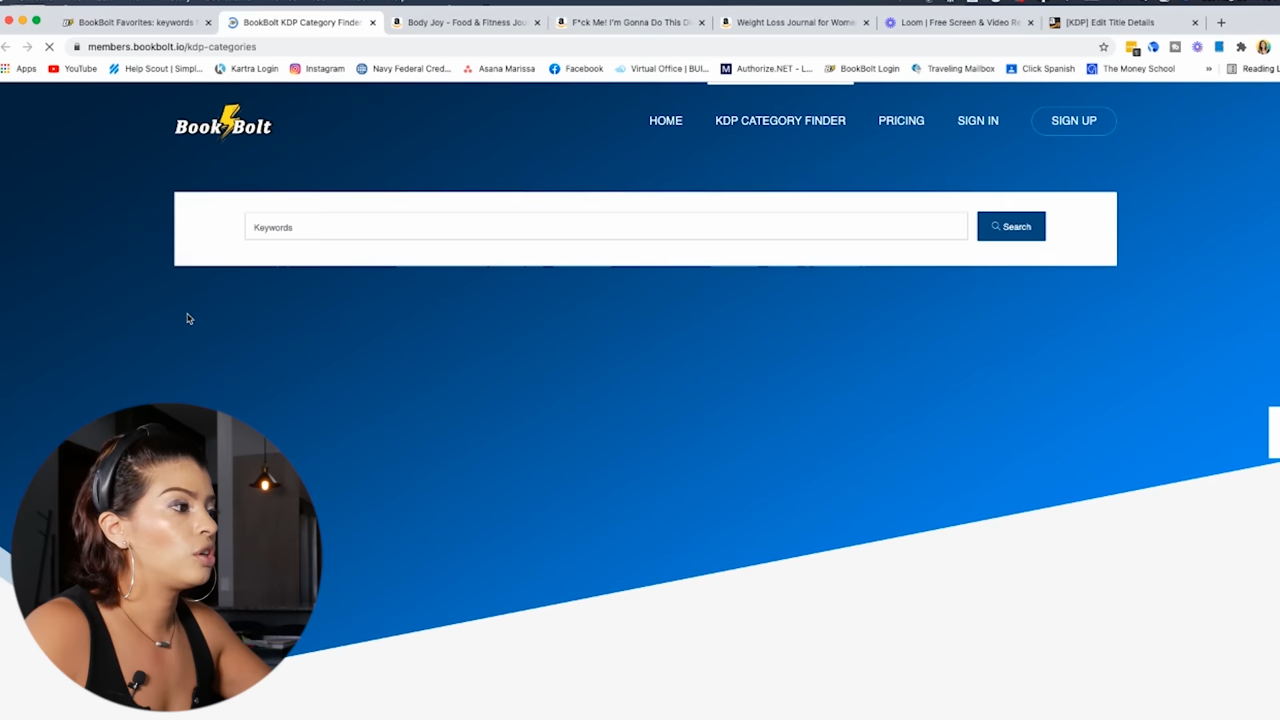 BookBolt Favorites: keywords
BookBolt KDP Category Finde
Body Joy - Food & Fitness Jou
F*ck Me! I'm Gonna Do This Di
Weight Loss Journal for Wome
Loom | Free Screen & Video Re
[KDP] Edit Title Details
members.bookbolt.io/kdp-categories
Apps
YouTube
Help Scout | Simpl...
Kartra Login
Instagram
Navy Federal Cred...
Asana Marissa
Facebook
Virtual Office | BUI...
Authorize.NET - L...
BookBolt Login
Traveling Mailbox
Click Spanish
The Money School
»
Reading L
Book Bolt
HOME
KDP CATEGORY FINDER
PRICING
SIGN IN
SIGN UP
Keywords
Search